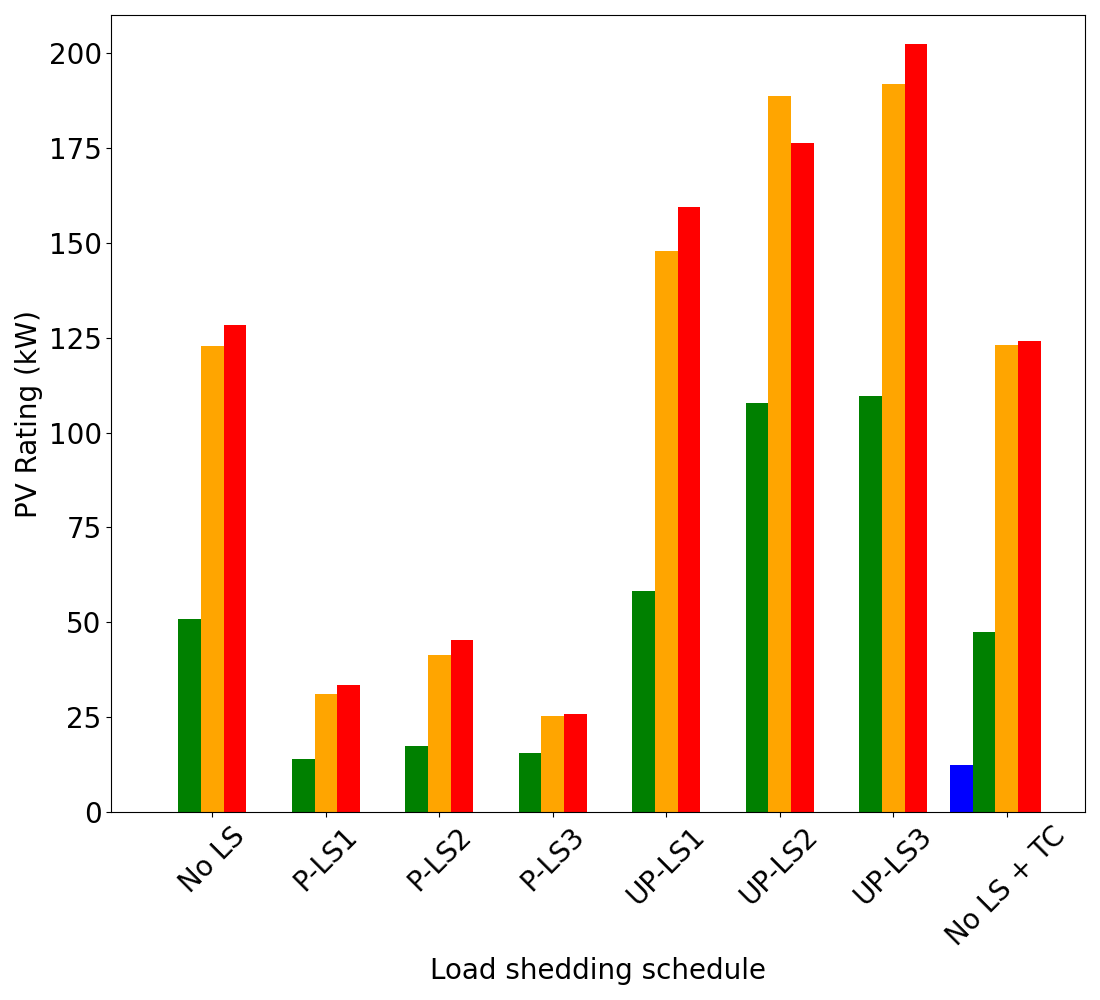 PV Rating (kW)
200
175
150
125
100
75
50
25
0
No LS
P-LS1
P-LS2
P-LS3
UP-LS1
UP-LS2
UP-LS3
No LS + TC
Load shedding schedule